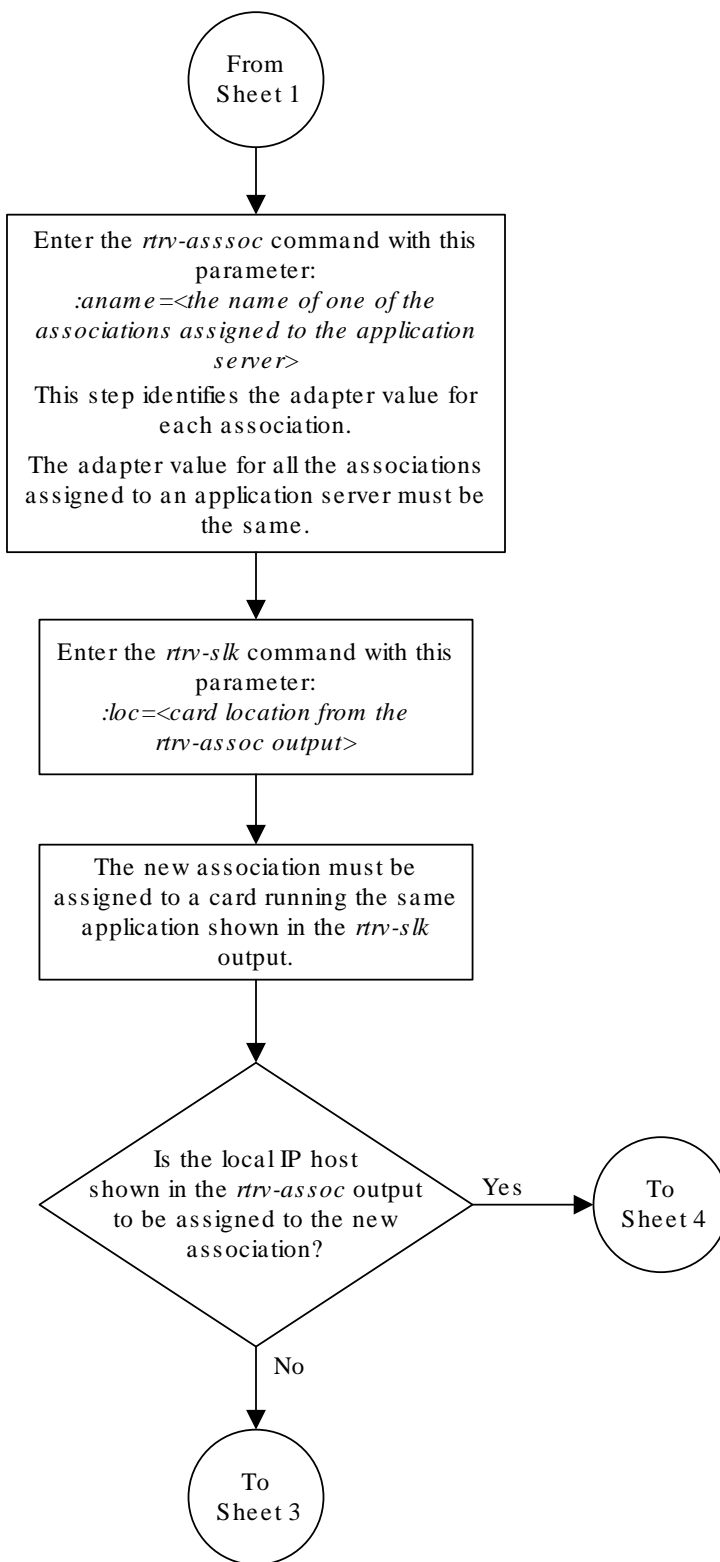 From
Sheet 1
Enter the rtrv-asssoc command with this
parameter:
:aname=<the name of one of the
associations assigned to the application
server>
This step identifies the adapter value for
each association.
The adapter value for all the associations
assigned to an application server must be
the same.
Enter the rtrv-slk command with this
parameter:
:loc=<card location from the
rtrv-assoc output>
The new association must be
assigned to a card running the same
application shown in the rtrv-slk
output.
Is the local IP host
shown in the rtrv-assoc output
to be assigned to the new
association?
Yes
To
Sheet 4
No
To
Sheet 3